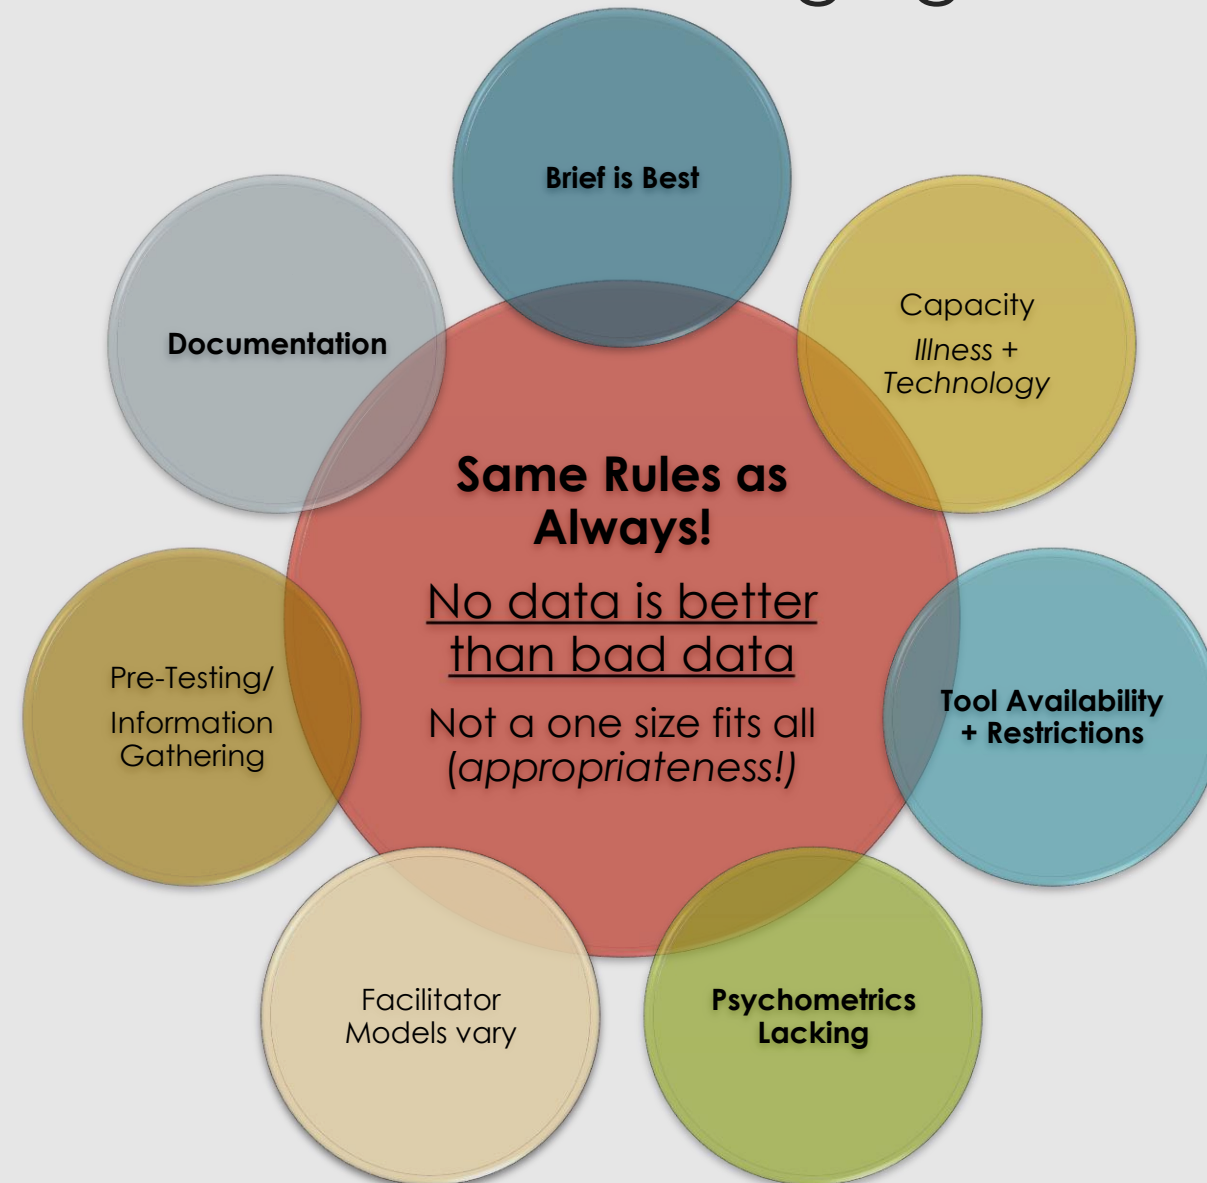 Brief is Best
Capacity
Illness +
Technology
Tool Availability
+ Restrictions
Psychometrics
Lacking
Facilitator
Models vary
Pre-Testing/
Information
Gathering
Documentation
Same Rules as
Always!
No data is better
than bad data
Not a one size fits all
(appropriateness!)